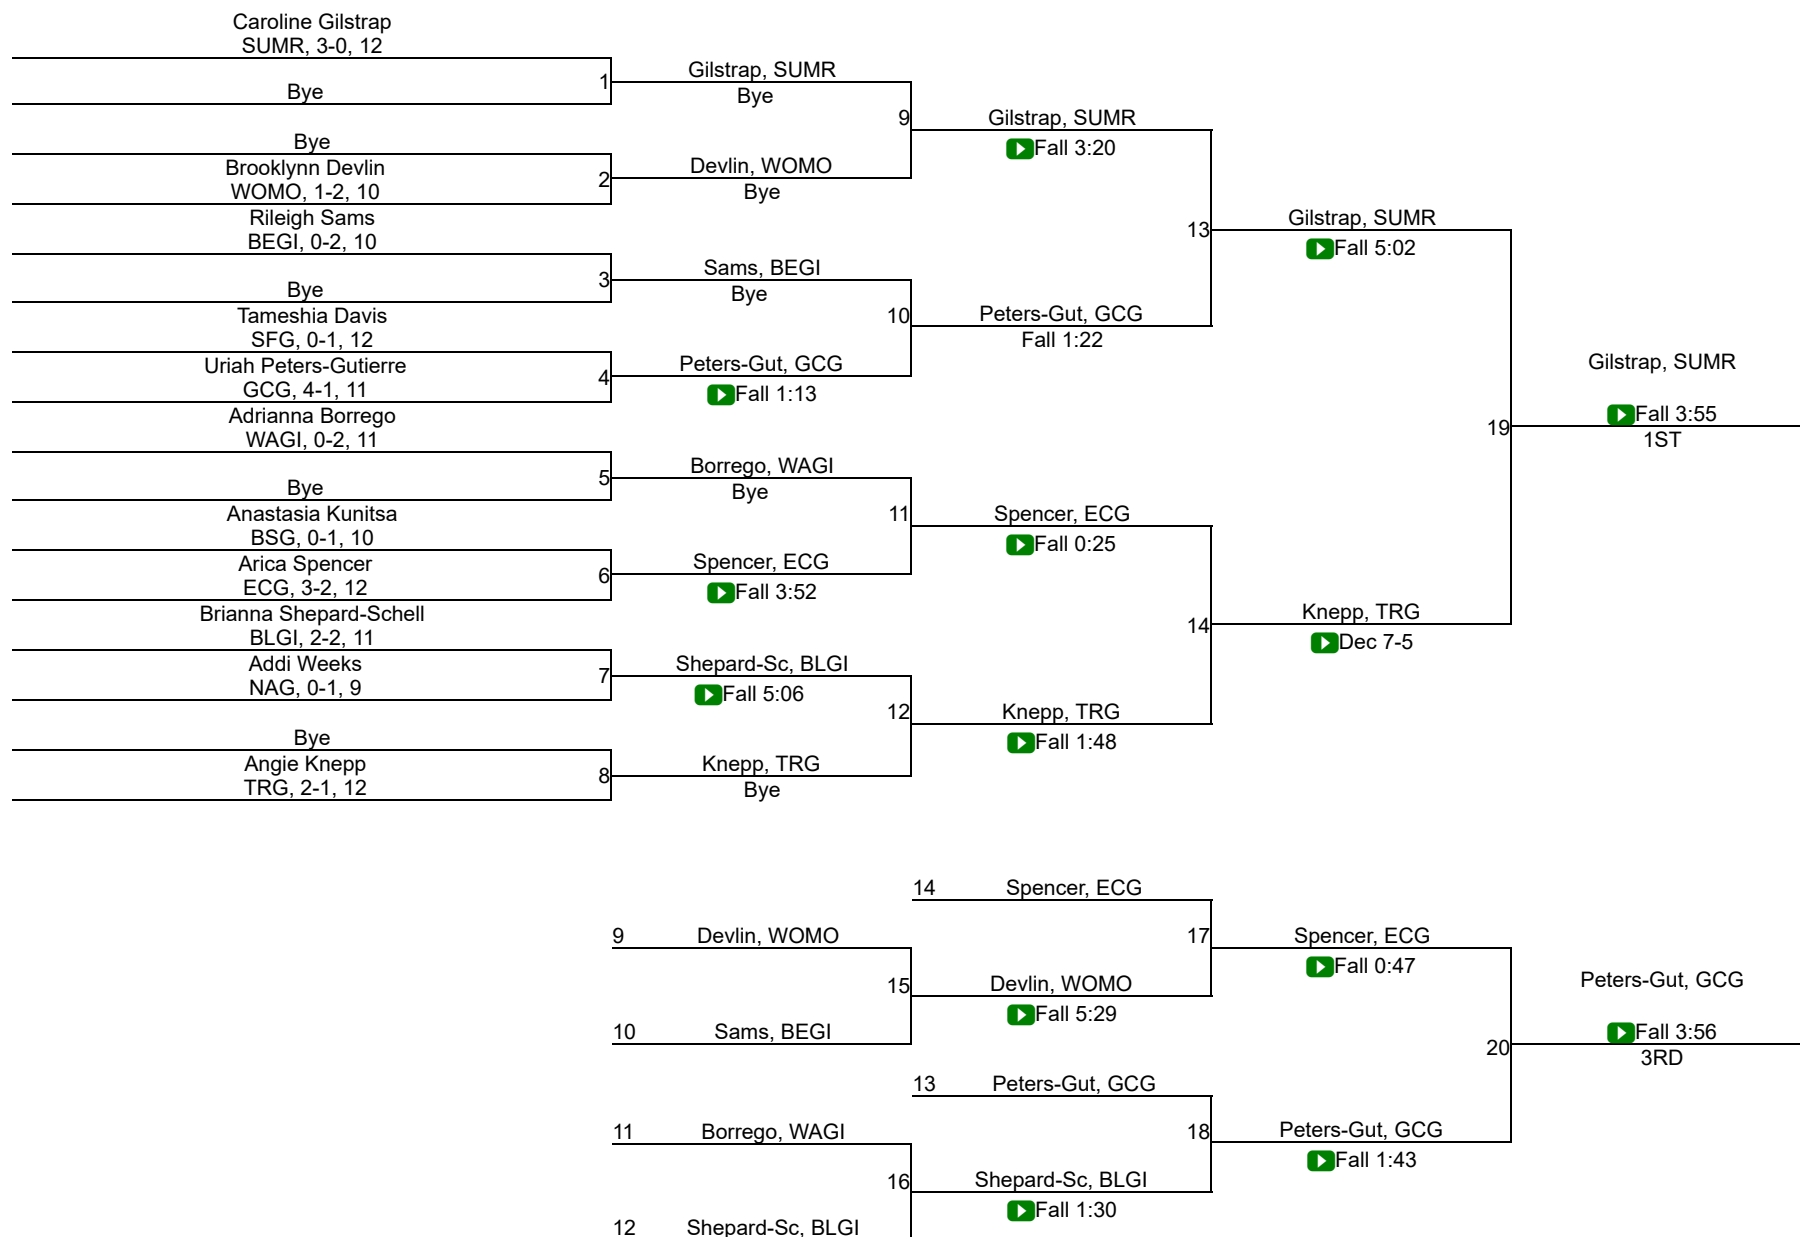 Caroline Gilstrap
SUMR, 3-0, 12
1
Bye
Gilstrap, SUMR
Bye
9
Bye
Brooklynn Devlin
WOMO, 1-2, 10
2
Devlin, WOMO
Bye
Gilstrap, SUMR
Fall 3:20
13
Rileigh Sams
BEGI, 0-2, 10
3
Bye
Sams, BEGI
Bye
10
Tameshia Davis
SFG, 0-1, 12
Uriah Peters-Gutierre
GCG, 4-1, 11
4
Peters-Gut, GCG
Fall 1:13
Peters-Gut, GCG
Fall 1:22
Gilstrap, SUMR
Fall 5:02
19
Adrianna Borrego
WAGI, 0-2, 11
5
Bye
Borrego, WAGI
Bye
11
Anastasia Kunitsa
BSG, 0-1, 10
Arica Spencer
ECG, 3-2, 12
6
Spencer, ECG
Fall 3:52
Spencer, ECG
Fall 0:25
14
Brianna Shepard-Schell
BLGI, 2-2, 11
Addi Weeks
NAG, 0-1, 9
7
Shepard-Sc, BLGI
Fall 5:06
12
Bye
Angie Knepp
TRG, 2-1, 12
8
Knepp, TRG
Bye
Knepp, TRG
Fall 1:48
Knepp, TRG
Dec 7-5
Gilstrap, SUMR
Fall 3:55
1ST
14 Spencer, ECG
17
9 Devlin, WOMO
15
10 Sams, BEGI
Devlin, WOMO
Fall 5:29
Spencer, ECG
Fall 0:47
20
13 Peters-Gut, GCG
18
11 Borrego, WAGI
16
12 Shepard-Sc, BLGI
Shepard-Sc, BLGI
Fall 1:30
Peters-Gut, GCG
Fall 1:43
Peters-Gut, GCG
Fall 3:56
3RD